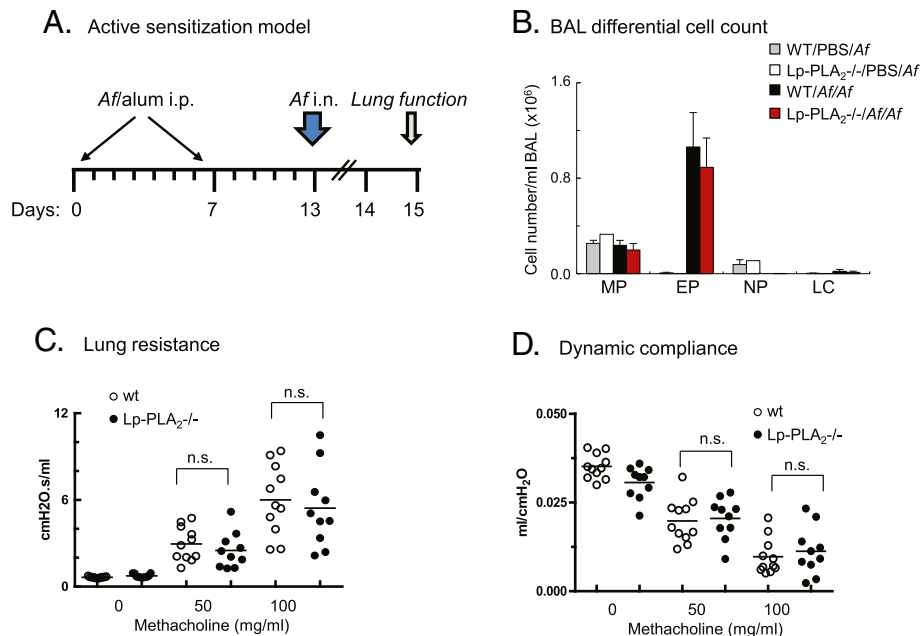 A. Active sensitization model
Af/alum i.p.
Af i.n.
Lung function
Days: 0 7 13 14 15
B. BAL differential cell count
WT/PBS/Af
Lp-PLA2-/-/PBS/Af
WT/Af/Af
Lp-PLA2-/-/Af/Af
Cell number/ml BAL (x10⁶)
1.6
0.8
0.0
MP EP NP LC
C. Lung resistance
wt
Lp-PLA2-/-
n.s.
n.s.
cmH2O.s/ml
12
6
0
0 50 100
Methacholine (mg/ml)
D. Dynamic compliance
wt
Lp-PLA2-/-
n.s.
n.s.
ml/cmH2O
0.050
0.025
0.000
0 50 100
Methacholine (mg/ml)